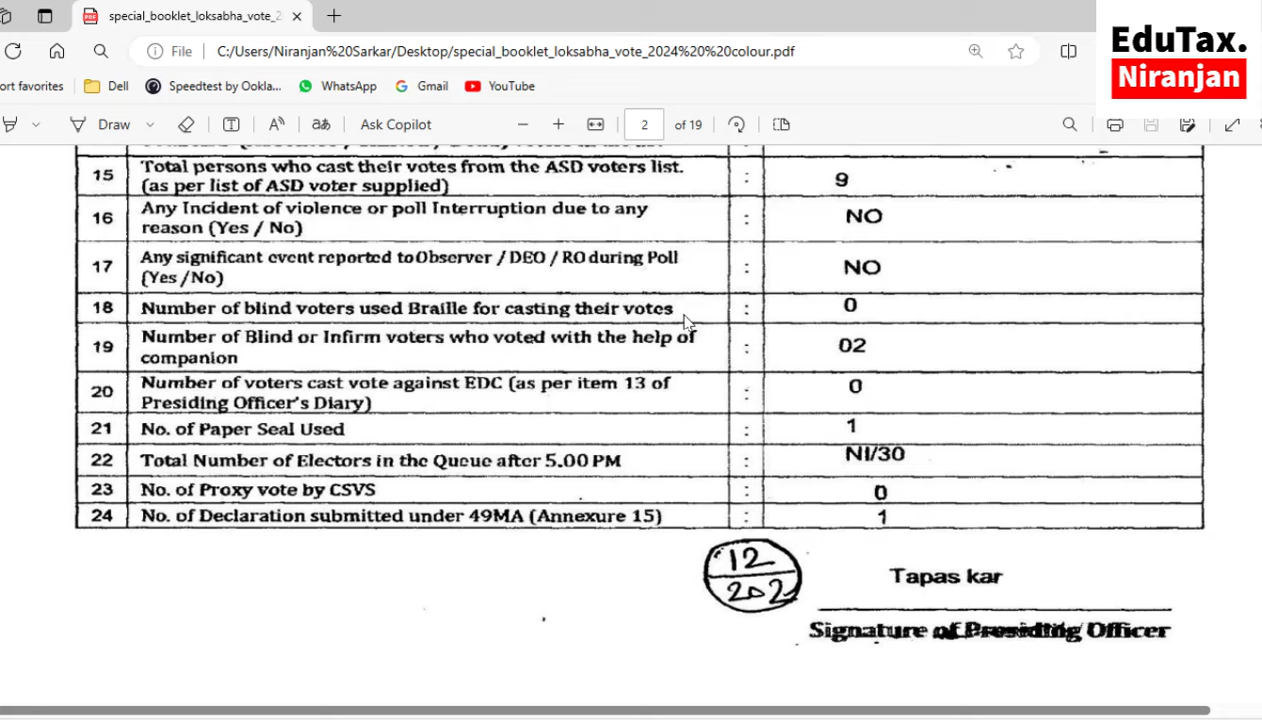 special_booklet_loksabha_vote_2
File C:/Users/Niranjan%20Sarkar/Desktop/special_booklet_loksabha_vote_2024%20%20colour.pdf
EduTax.
Niranjan
ort favorites Dell Speedtest by Ookla... WhatsApp Gmail YouTube
Draw Ask Copilot 2 of 19
15 Total persons who cast their votes from the ASD voters list. : 9
(as per list of ASD voter supplied)
16 Any Incident of violence or poll Interruption due to any : NO
reason (Yes / No)
17 Any significant event reported to Observer / DEO / RO during Poll : NO
(Yes /No)
18 Number of blind voters used Braille for casting their votes : 0
19 Number of Blind or Infirm voters who voted with the help of : 02
companion
20 Number of voters cast vote against EDC (as per item 13 of : 0
Presiding Officer's Diary)
21 No. of Paper Seal Used : 1
22 Total Number of Electors in the Queue after 5.00 PM : NI/30
23 No. of Proxy vote by CSVS : 0
24 No. of Declaration submitted under 49MA (Annexure 15) : 1
12
202
Tapas kar
Signature of Presiding Officer